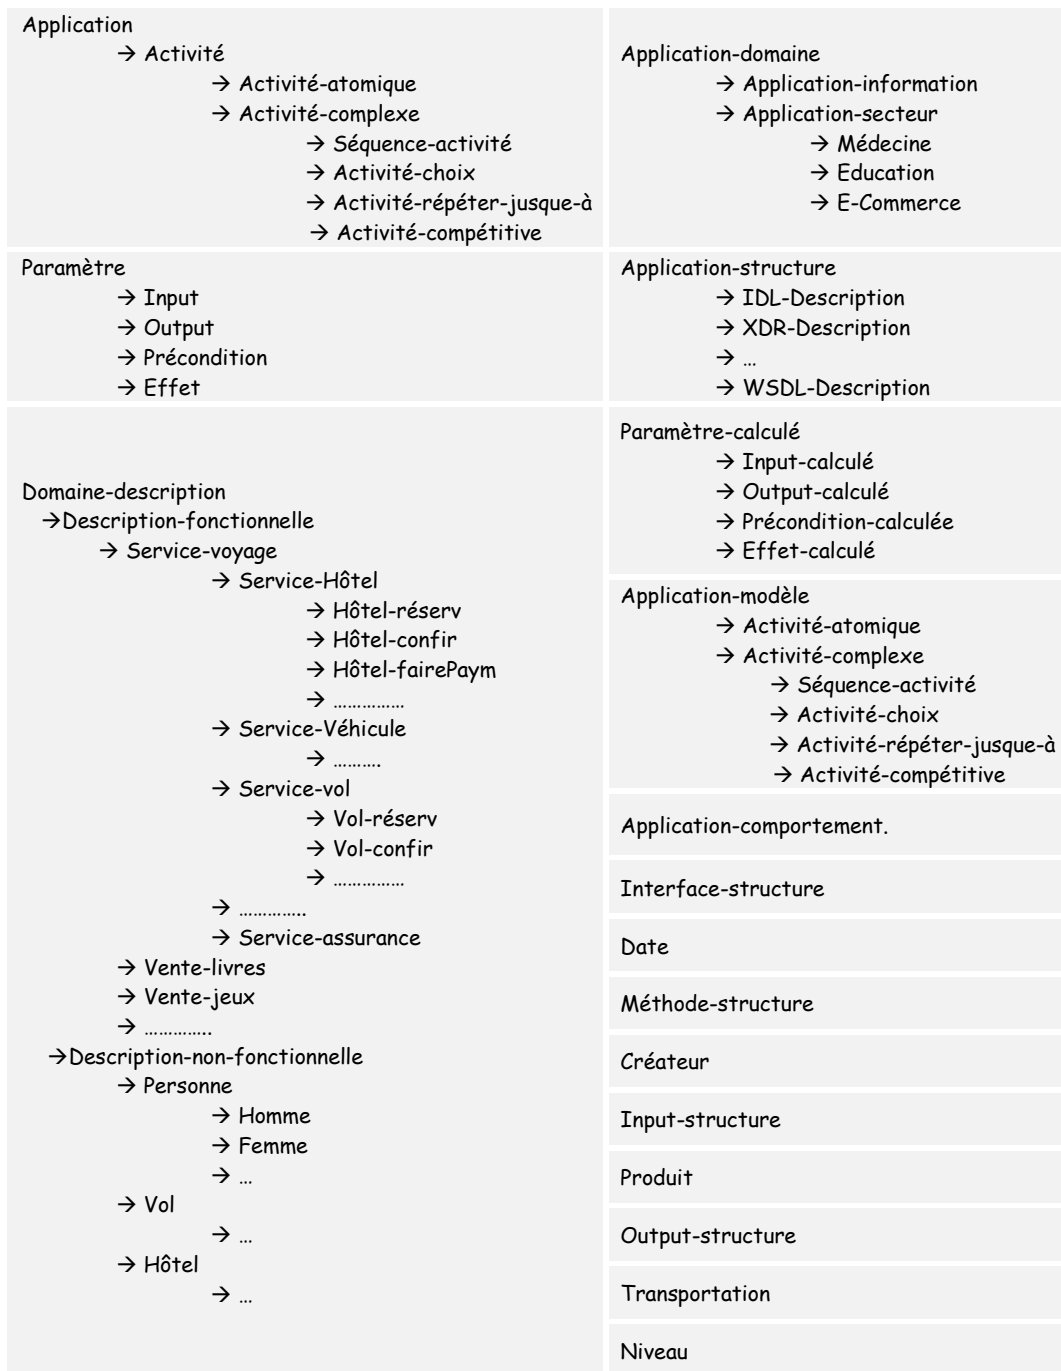 Application
→ Activité
→ Activité-atomique
→ Activité-complexe
→ Séquence-activité
→ Activité-choix
→ Activité-répéter-jusque-à
→ Activité-compétitive
Application-domaine
→ Application-information
→ Application-secteur
→ Médecine
→ Education
→ E-Commerce
Paramètre
→ Input
→ Output
→ Précondition
→ Effet
Application-structure
→ IDL-Description
→ XDR-Description
→ …
→ WSDL-Description
Domaine-description
→Description-fonctionnelle
→ Service-voyage
→ Service-Hôtel
→ Hôtel-réserv
→ Hôtel-confir
→ Hôtel-fairePaym
→ ……………
→ Service-Véhicule
→ ……….
→ Service-vol
→ Vol-réserv
→ Vol-confir
→ ……………
→ …………..
→ Service-assurance
→ Vente-livres
→ Vente-jeux
→ …………..
→Description-non-fonctionnelle
→ Personne
→ Homme
→ Femme
→ …
→ Vol
→ …
→ Hôtel
→ …
Paramètre-calculé
→ Input-calculé
→ Output-calculé
→ Précondition-calculée
→ Effet-calculé
Application-modèle
→ Activité-atomique
→ Activité-complexe
→ Séquence-activité
→ Activité-choix
→ Activité-répéter-jusque-à
→ Activité-compétitive
Application-comportement.
Interface-structure
Date
Méthode-structure
Créateur
Input-structure
Produit
Output-structure
Transportation
Niveau